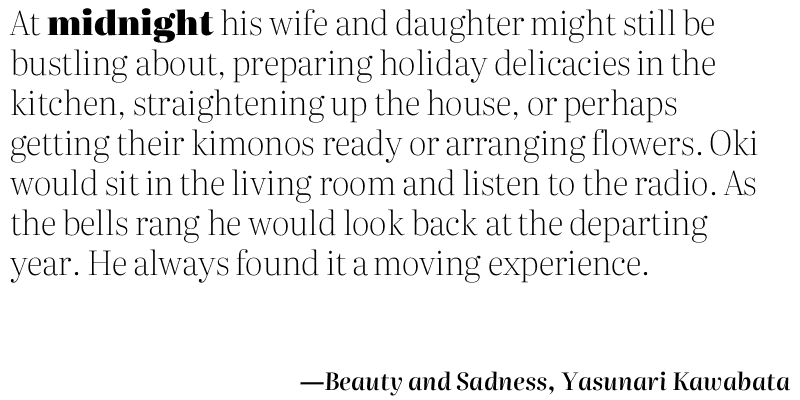 At midnight his wife and daughter might still be
bustling about, preparing holiday delicacies in the
kitchen, straightening up the house, or perhaps
getting their kimonos ready or arranging flowers. Oki
would sit in the living room and listen to the radio. As
the bells rang he would look back at the departing
year. He always found it a moving experience.
—Beauty and Sadness, Yasunari Kawabata